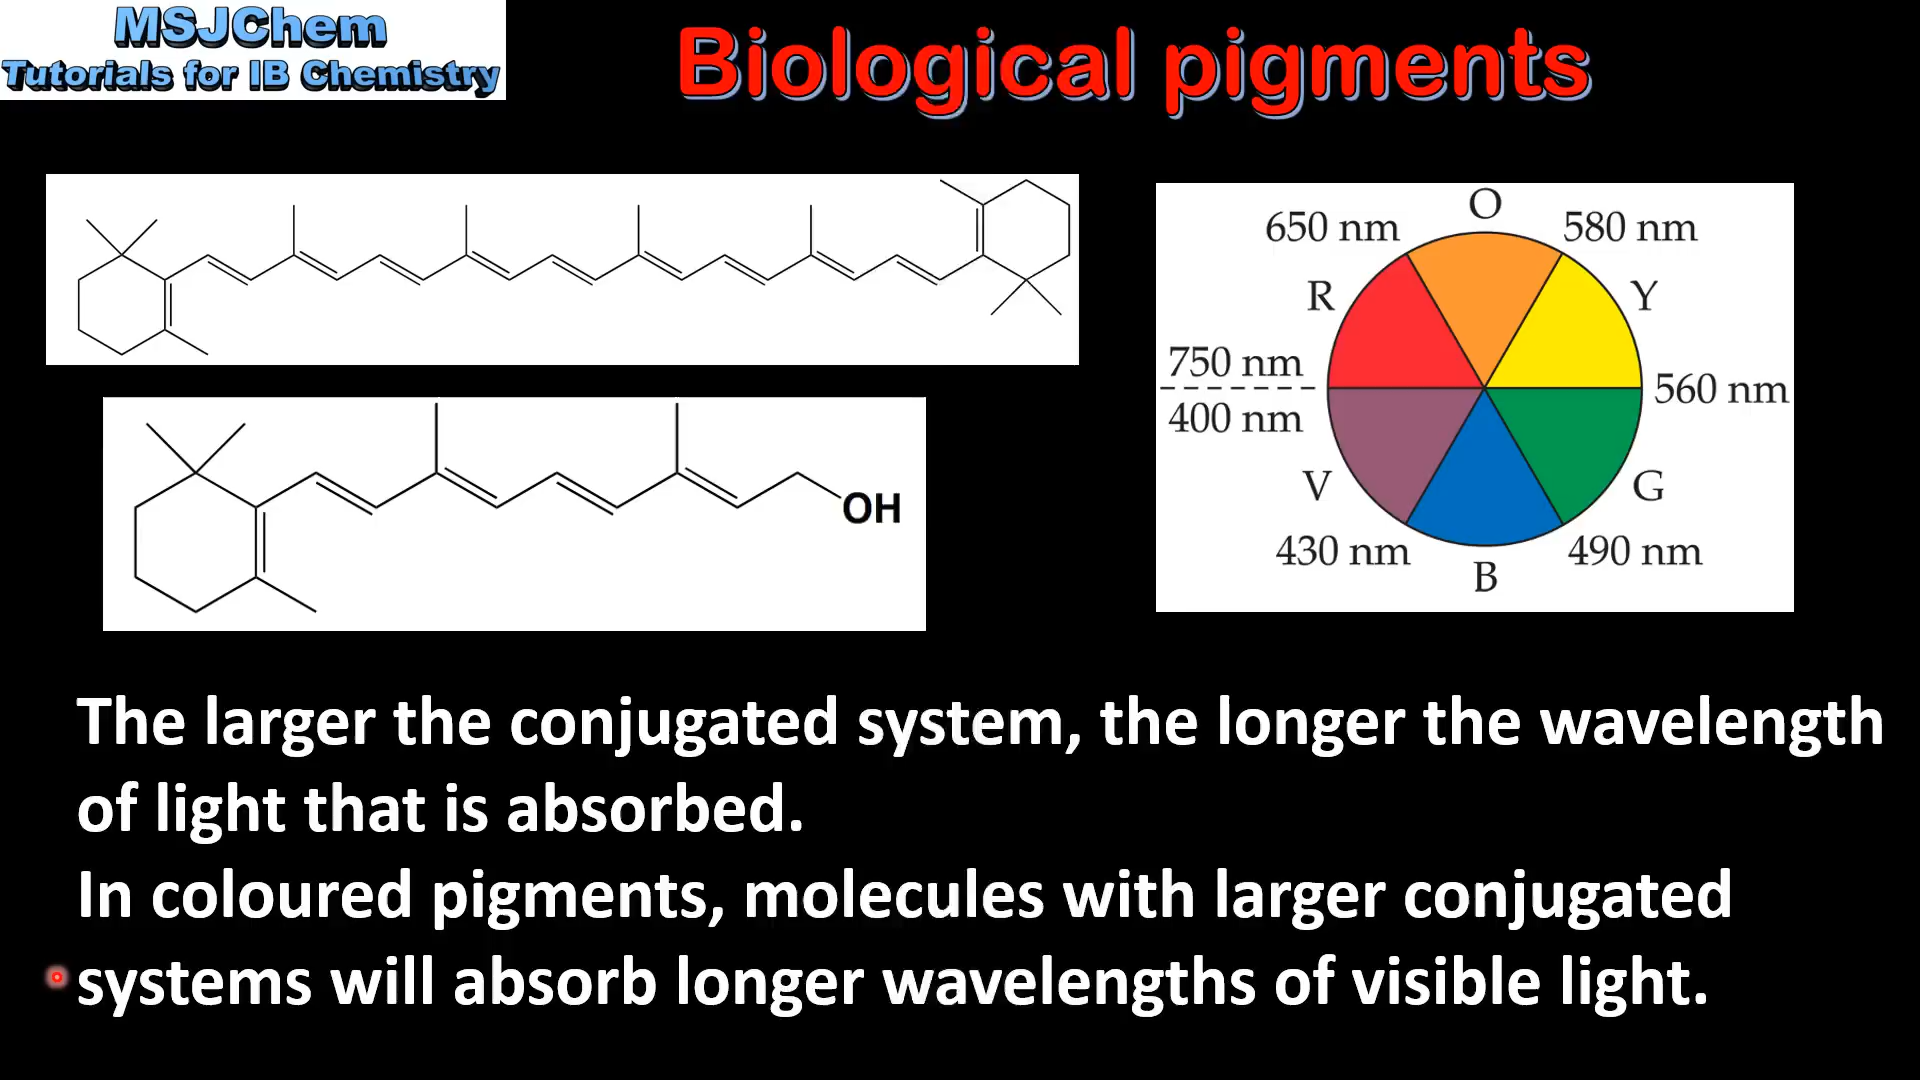 MSJChem
Tutorials for IB Chemistry
Biological pigments
OH
O
650 nm
580 nm
R
Y
750 nm
400 nm
560 nm
V
G
430 nm
490 nm
B
The larger the conjugated system, the longer the wavelength
of light that is absorbed.
In coloured pigments, molecules with larger conjugated
systems will absorb longer wavelengths of visible light.